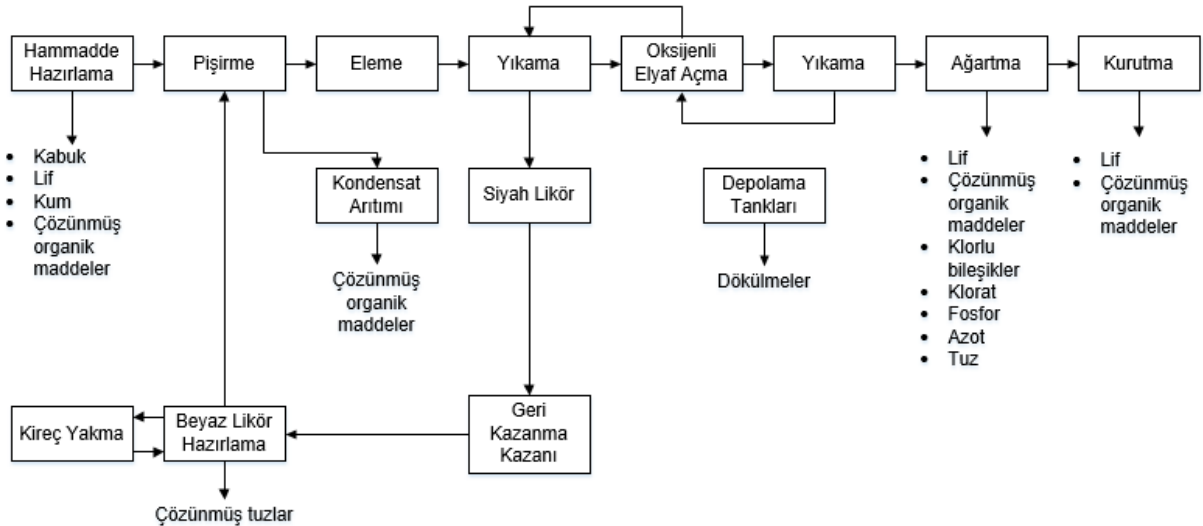 Hammadde
Hazırlama
Pişirme
Eleme
Yıkama
Oksijenli
Elyaf Açma
Yıkama
Ağartma
Kurutma
• Kabuk
• Lif
• Kum
• Çözünmüş
organik
maddeler
Kondensat
Arıtımı
Siyah Likör
Depolama
Tankları
• Lif
• Çözünmüş
organik
maddeler
• Klorlu
bileşikler
• Klorat
• Fosfor
• Azot
• Tuz
• Lif
• Çözünmüş
organik
maddeler
Çözünmüş
organik
maddeler
Dökülmeler
Kireç Yakma
Beyaz Likör
Hazırlama
Geri
Kazanma
Kazanı
Çözünmüş tuzlar